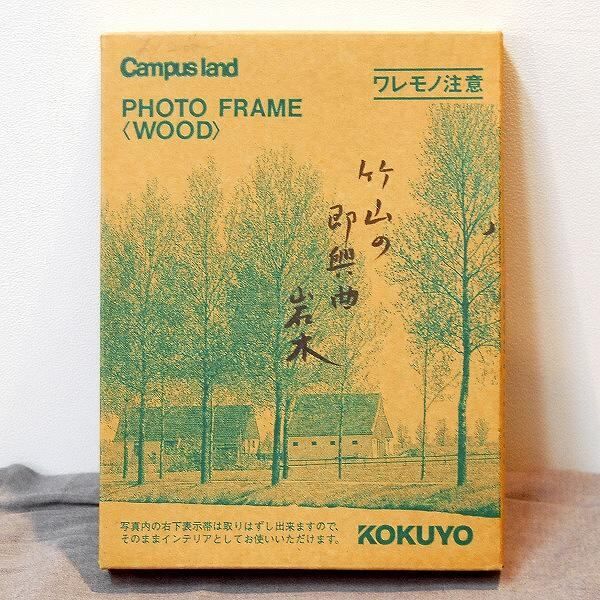 Campus land
ワレモノ注意
PHOTO FRAME
〈WOOD〉
竹山の
即興曲
岩木
写真内の右下表示帯は取りはずし出来ますので、
そのままインテリアとしてお使いいただけます。
KOKUYO